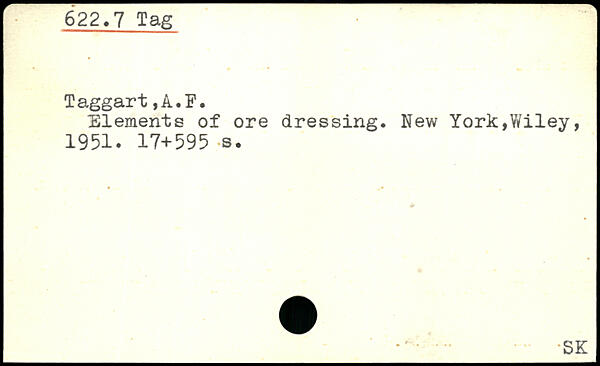 622.7 Tag
Taggart,A.F.
Elements of ore dressing. New York,Wiley,
1951. 17+595 s.
SK